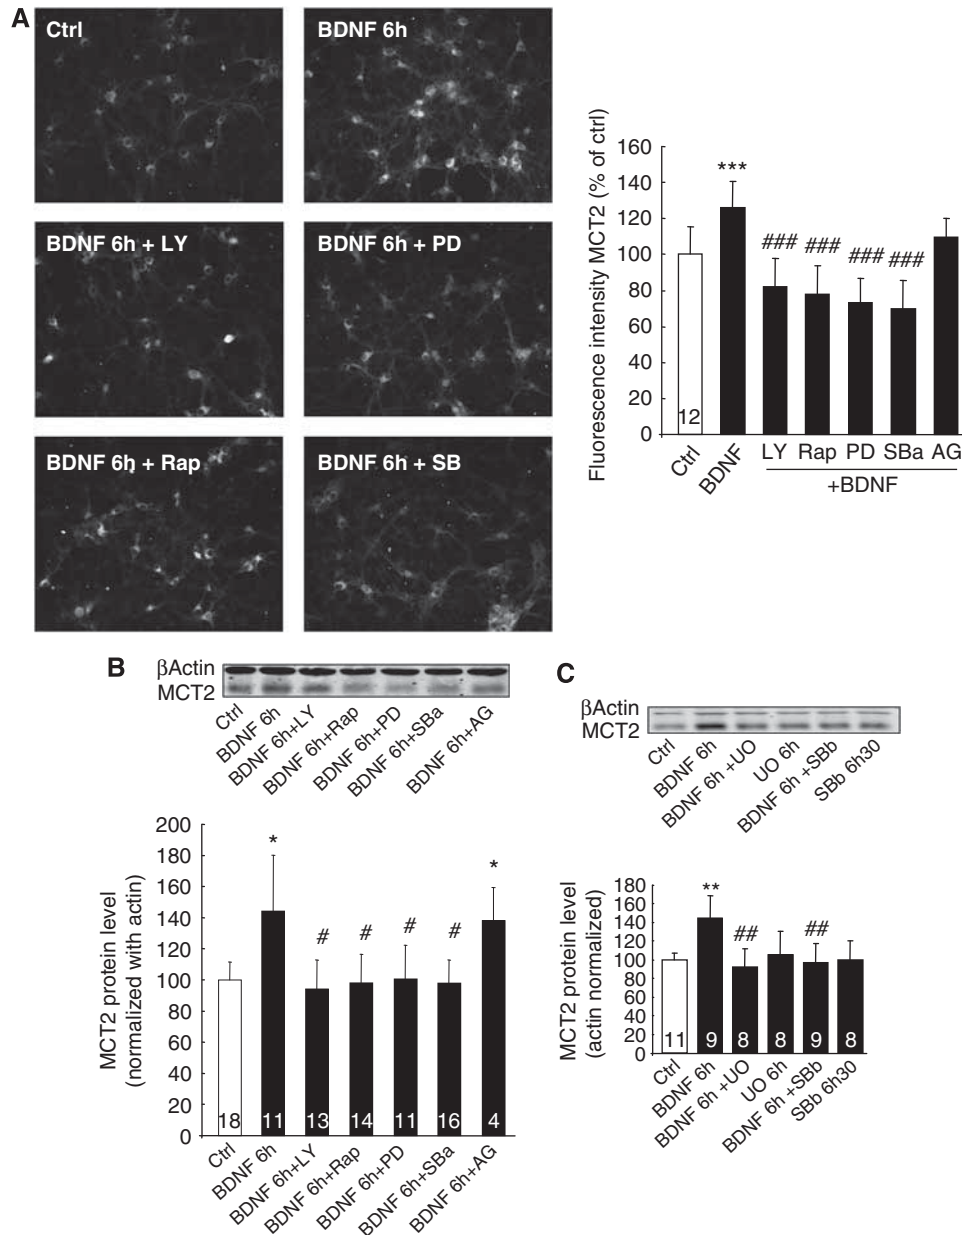 A
Ctrl
BDNF 6h
BDNF 6h + LY
BDNF 6h + PD
BDNF 6h + Rap
BDNF 6h + SB
Fluorescence intensity MCT2 (% of ctrl)
160
140
120
100
80
60
40
20
0
***
###
###
###
###
12
Ctrl
BDNF
LY
Rap
PD
SBa
AG
+BDNF
B
βActin
MCT2
Ctrl
BDNF 6h
BDNF 6h+LY
BDNF 6h+Rap
BDNF 6h+PD
BDNF 6h+SBa
BDNF 6h+AG
MCT2 protein level
(normalized with actin)
200
180
160
140
120
100
80
60
40
20
0
*
#
#
#
#
*
18
11
13
14
11
16
4
Ctrl
BDNF 6h
BDNF 6h+LY
BDNF 6h+Rap
BDNF 6h+PD
BDNF 6h+SBa
BDNF 6h+AG
C
βActin
MCT2
Ctrl
BDNF 6h
BDNF 6h +UO
UO 6h
BDNF 6h +SBb
SBb 6h30
MCT2 protein level
(actin normalized)
180
160
140
120
100
80
60
40
20
0
**
##
##
11
9
8
8
9
8
Ctrl
BDNF 6h
BDNF 6h +UO
UO 6h
BDNF 6h +SBb
SBb 6h30